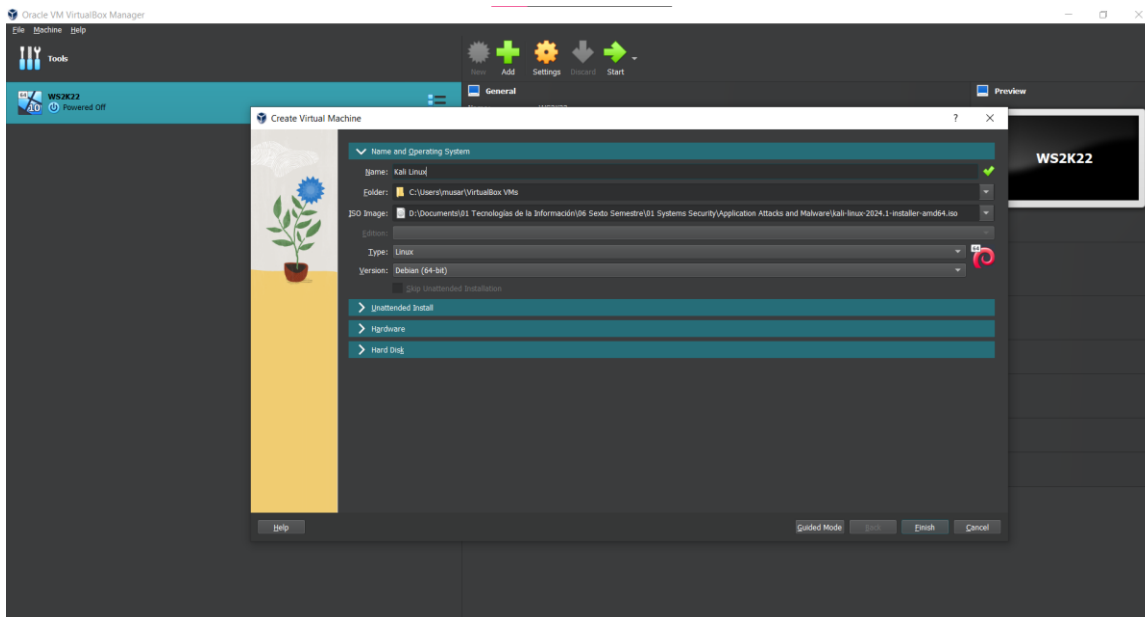 Oracle VM VirtualBox Manager
File Machine Help
Tools
New Add Settings Discard Start
WS2K22
Powered Off
General
Preview
WS2K22
Create Virtual Machine
Name and Operating System
Name: Kali Linux
Folder: C:\Users\musar\VirtualBox VMs
ISO Image: D:\Documents\01 Tecnologías de la Información\06 Sexto Semestre\01 Systems Security\Application Attacks and Malware\kali-linux-2024.1-installer-amd64.iso
Edition:
Type: Linux
64
Version: Debian (64-bit)
Skip Unattended Installation
Unattended Install
Hardware
Hard Disk
Help Guided Mode Back Finish Cancel